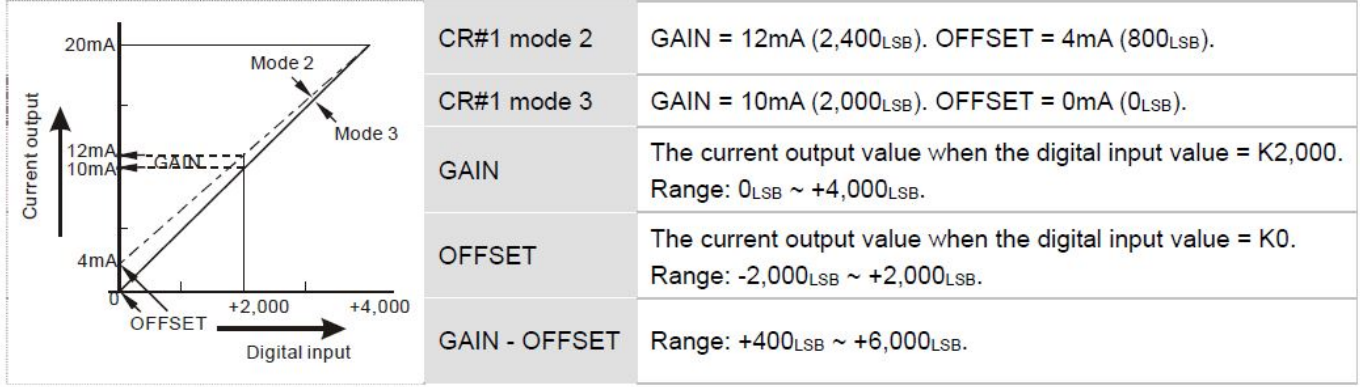 20mA
Mode 2
Mode 3
Current output
12mA
GAIN
10mA
4mA
0
+2,000
+4,000
OFFSET
Digital input
CR#1 mode 2
GAIN = 12mA (2,400LSB). OFFSET = 4mA (800LSB).
CR#1 mode 3
GAIN = 10mA (2,000LSB). OFFSET = 0mA (0LSB).
GAIN
The current output value when the digital input value = K2,000.
Range: 0LSB ~ +4,000LSB.
OFFSET
The current output value when the digital input value = K0.
Range: -2,000LSB ~ +2,000LSB.
GAIN - OFFSET
Range: +400LSB ~ +6,000LSB.